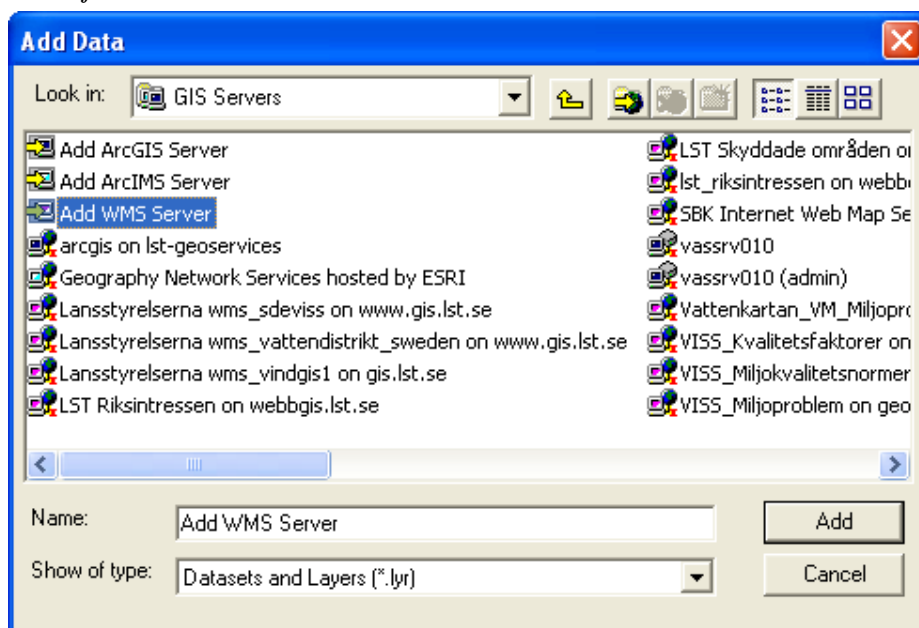 Add Data
Look in:
GIS Servers
Add ArcGIS Server
Add ArcIMS Server
Add WMS Server
arcgis on lst-geoservices
Geography Network Services hosted by ESRI
Lansstyrelserna wms_sdeviss on www.gis.lst.se
Lansstyrelserna wms_vattendistrikt_sweden on www.gis.lst.se
Lansstyrelserna wms_vindgis1 on gis.lst.se
LST Riksintressen on webbgis.lst.se
LST Skyddade områden
lst_riksintressen on
SBK Internet Web Map
vassrv010
vassrv010 (admin)
Vattenkartan_VM_Miljopro
VISS_Kvalitetsfaktorer on
VISS_Miljokvalitetsnormer
VISS_Miljoproblem on geo
Name:
Add WMS Server
Add
Show of type:
Datasets and Layers (*.lyr)
Cancel